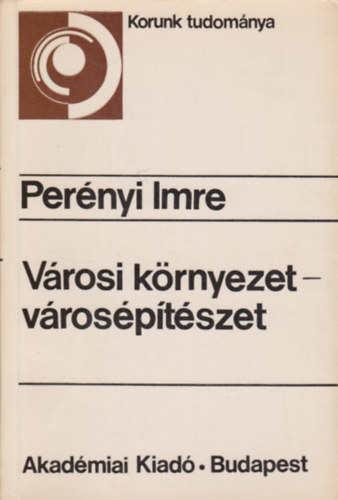 Korunk tudománya
Perényi Imre
Városi környezet–
városépítészet
Akadémiai Kiadó • Budapest